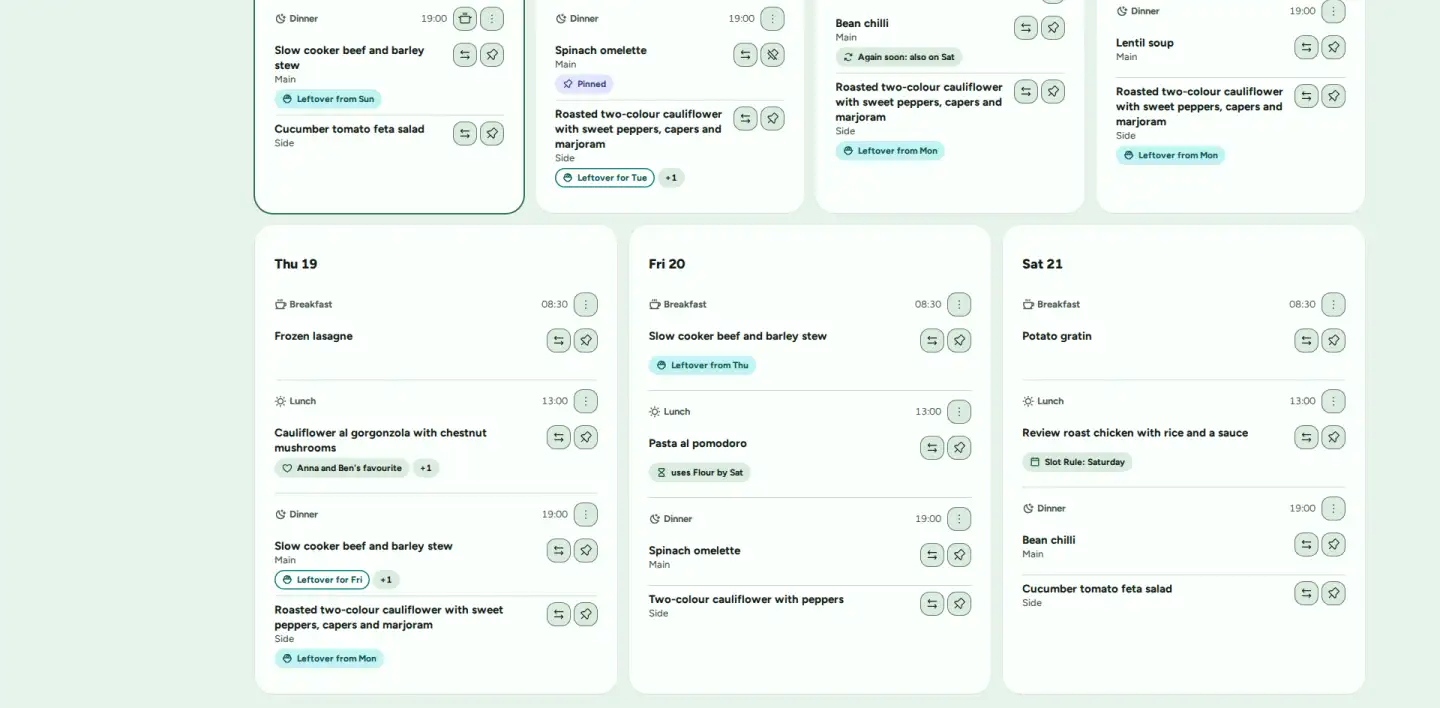 Dinner 19:00
Slow cooker beef and barley
stew
Main
Leftover from Sun
Cucumber tomato feta salad
Side
Dinner 19:00
Spinach omelette
Main
Pinned
Roasted two-colour cauliflower
with sweet peppers, capers and
marjoram
Side
Leftover for Tue +1
Bean chilli
Main
Again soon: also on Sat
Roasted two-colour cauliflower
with sweet peppers, capers and
marjoram
Side
Leftover from Mon
Dinner 19:00
Lentil soup
Main
Roasted two-colour cauliflower
with sweet peppers, capers and
marjoram
Side
Leftover from Mon
Thu 19
Breakfast 08:30
Frozen lasagne
Lunch 13:00
Cauliflower al gorgonzola with chestnut
mushrooms
Anna and Ben's favourite +1
Dinner 19:00
Slow cooker beef and barley stew
Main
Leftover for Fri +1
Roasted two-colour cauliflower with sweet
peppers, capers and marjoram
Side
Leftover from Mon
Fri 20
Breakfast 08:30
Slow cooker beef and barley stew
Leftover from Thu
Lunch 13:00
Pasta al pomodoro
uses Flour by Sat
Dinner 19:00
Spinach omelette
Main
Two-colour cauliflower with peppers
Side
Sat 21
Breakfast 08:30
Potato gratin
Lunch 13:00
Review roast chicken with rice and a sauce
Slot Rule: Saturday
Dinner 19:00
Bean chilli
Main
Cucumber tomato feta salad
Side